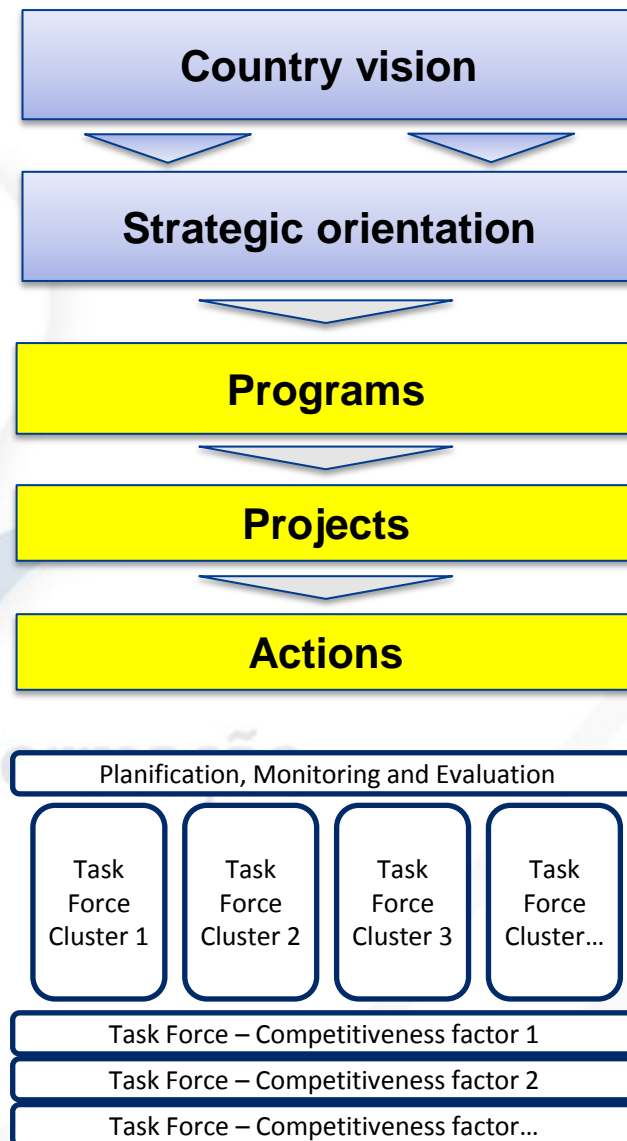 Country vision
Strategic orientation
Programs
Projects
Actions
Planification, Monitoring and Evaluation
Task
Force
Cluster 1
Task
Force
Cluster 2
Task
Force
Cluster 3
Task
Force
Cluster…
Task Force – Competitiveness factor 1
Task Force – Competitiveness factor 2
Task Force – Competitiveness factor…